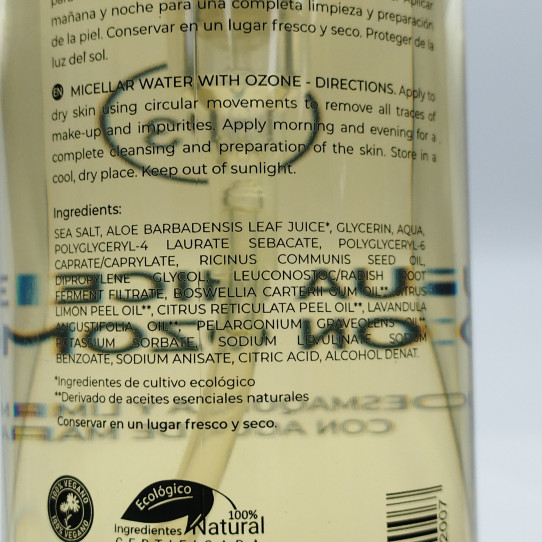 mañana y noche para una completa limpieza y preparación
de la piel. Conservar en un lugar fresco y seco. Proteger de la
luz del sol.
EN MICELLAR WATER WITH OZONE - DIRECTIONS. Apply to
dry skin using circular movements to remove all traces of
make-up and impurities. Apply morning and evening for a
complete cleansing and preparation of the skin. Store in a
cool, dry place. Keep out of sunlight.
Ingredients:
SEA SALT, ALOE BARBADENSIS LEAF JUICE*, GLYCERIN, AQUA,
POLYGLYCERYL-4 LAURATE SEBACATE, POLYGLYCERYL-6
CAPRATE/CAPRYLATE, RICINUS COMMUNIS SEED OIL,
DIPROPYLENE GLYCOL, LEUCONOSTOC/RADISH ROOT
FERMENT FILTRATE, BOSWELLIA CARTERII GUM OIL**, CITRUS
LIMON PEEL OIL**, CITRUS RETICULATA PEEL OIL**, LAVANDULA
ANGUSTIFOLIA OIL**, PELARGONIUM GRAVEOLENS OIL**
POTASSIUM SORBATE, SODIUM LEVULINATE, SODIUM
BENZOATE, SODIUM ANISATE, CITRIC ACID, ALCOHOL DENAT.
*Ingredientes de cultivo ecológico
**Derivado de aceites esenciales naturales
Conservar en un lugar fresco y seco.
100% VEGANO
100% VEGANO
Ecológico
100%
Ingredientes Natural
2007